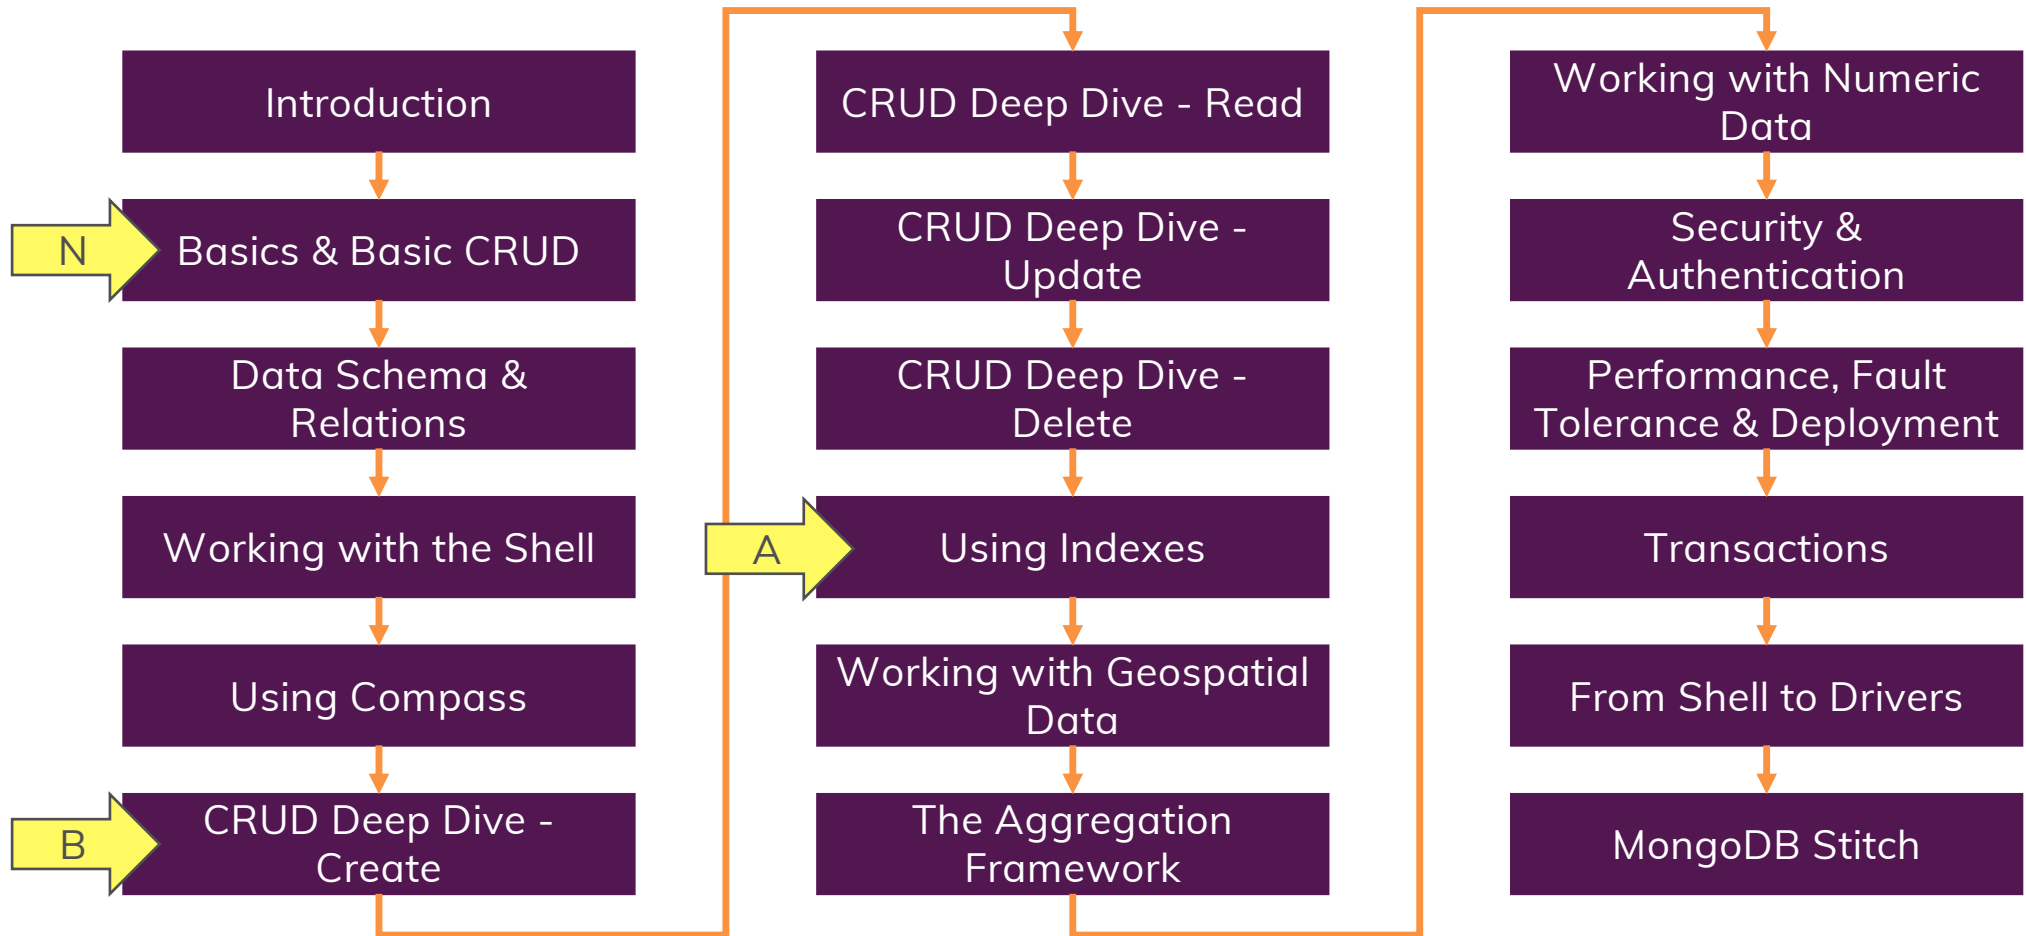 Introduction
N
Basics & Basic CRUD
Data Schema &
Relations
Working with the Shell
Using Compass
B
CRUD Deep Dive -
Create
CRUD Deep Dive - Read
CRUD Deep Dive -
Update
CRUD Deep Dive -
Delete
A
Using Indexes
Working with Geospatial
Data
The Aggregation
Framework
Working with Numeric
Data
Security &
Authentication
Performance, Fault
Tolerance & Deployment
Transactions
From Shell to Drivers
MongoDB Stitch